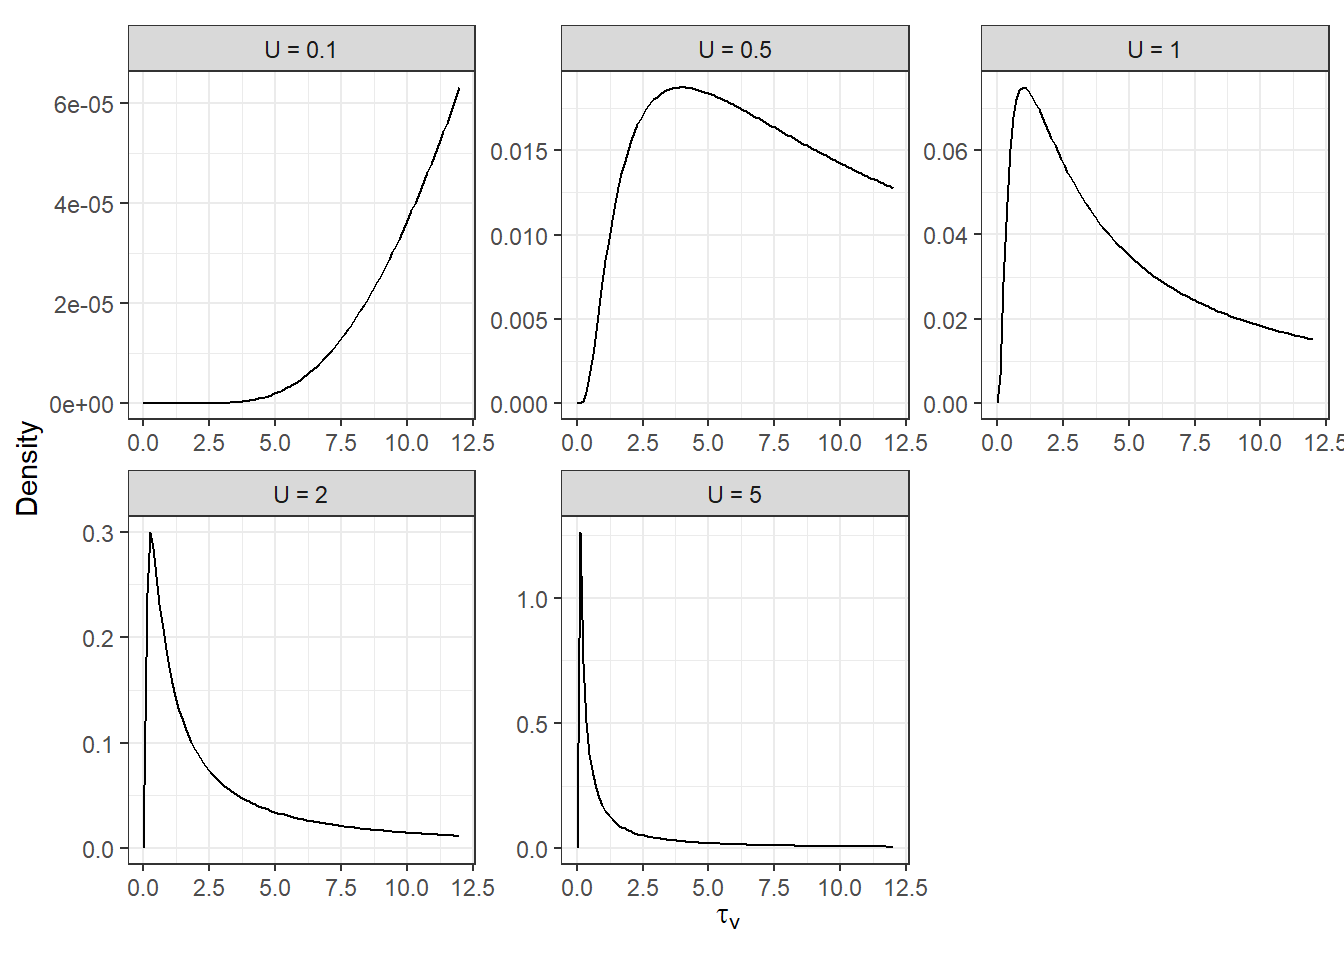 U = 0.1
U = 0.5
U = 1
6e-05
4e-05
2e-05
0e+00
0.015
0.010
0.005
0.000
0.06
0.04
0.02
0.00
0.0 2.5 5.0 7.5 10.0 12.5
0.0 2.5 5.0 7.5 10.0 12.5
0.0 2.5 5.0 7.5 10.0 12.5
Density
U = 2
U = 5
0.3
0.2
0.1
0.0
1.0
0.5
0.0
0.0 2.5 5.0 7.5 10.0 12.5
0.0 2.5 5.0 7.5 10.0 12.5
τv